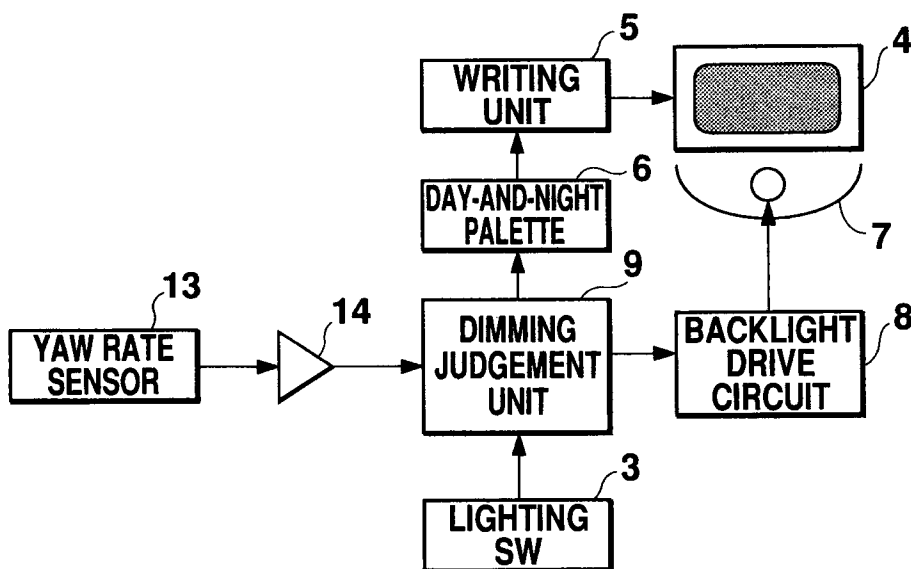 5
4
WRITING
UNIT
6
DAY-AND-NIGHT
PALETTE
7
13
14
9
8
YAW RATE
SENSOR
DIMMING
JUDGEMENT
UNIT
BACKLIGHT
DRIVE
CIRCUIT
3
LIGHTING
SW